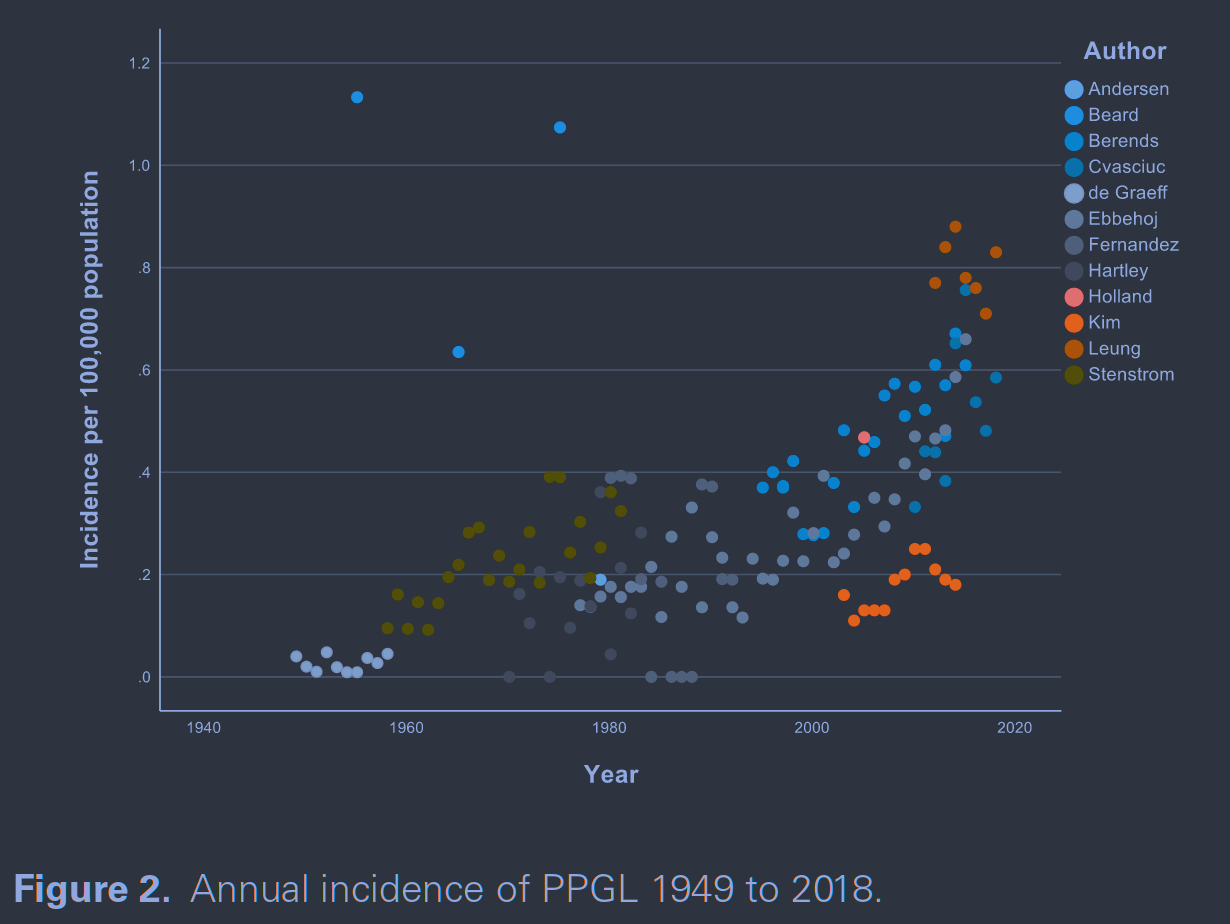 1.2
1.0
.8
.6
.4
.2
.0
Incidence per 100,000 population
1940 1960 1980 2000 2020
Year
Author
Andersen
Beard
Berends
Cvasciuc
de Graeff
Ebbehoj
Fernandez
Hartley
Holland
Kim
Leung
Stenstrom
Figure 2. Annual incidence of PPGL 1949 to 2018.